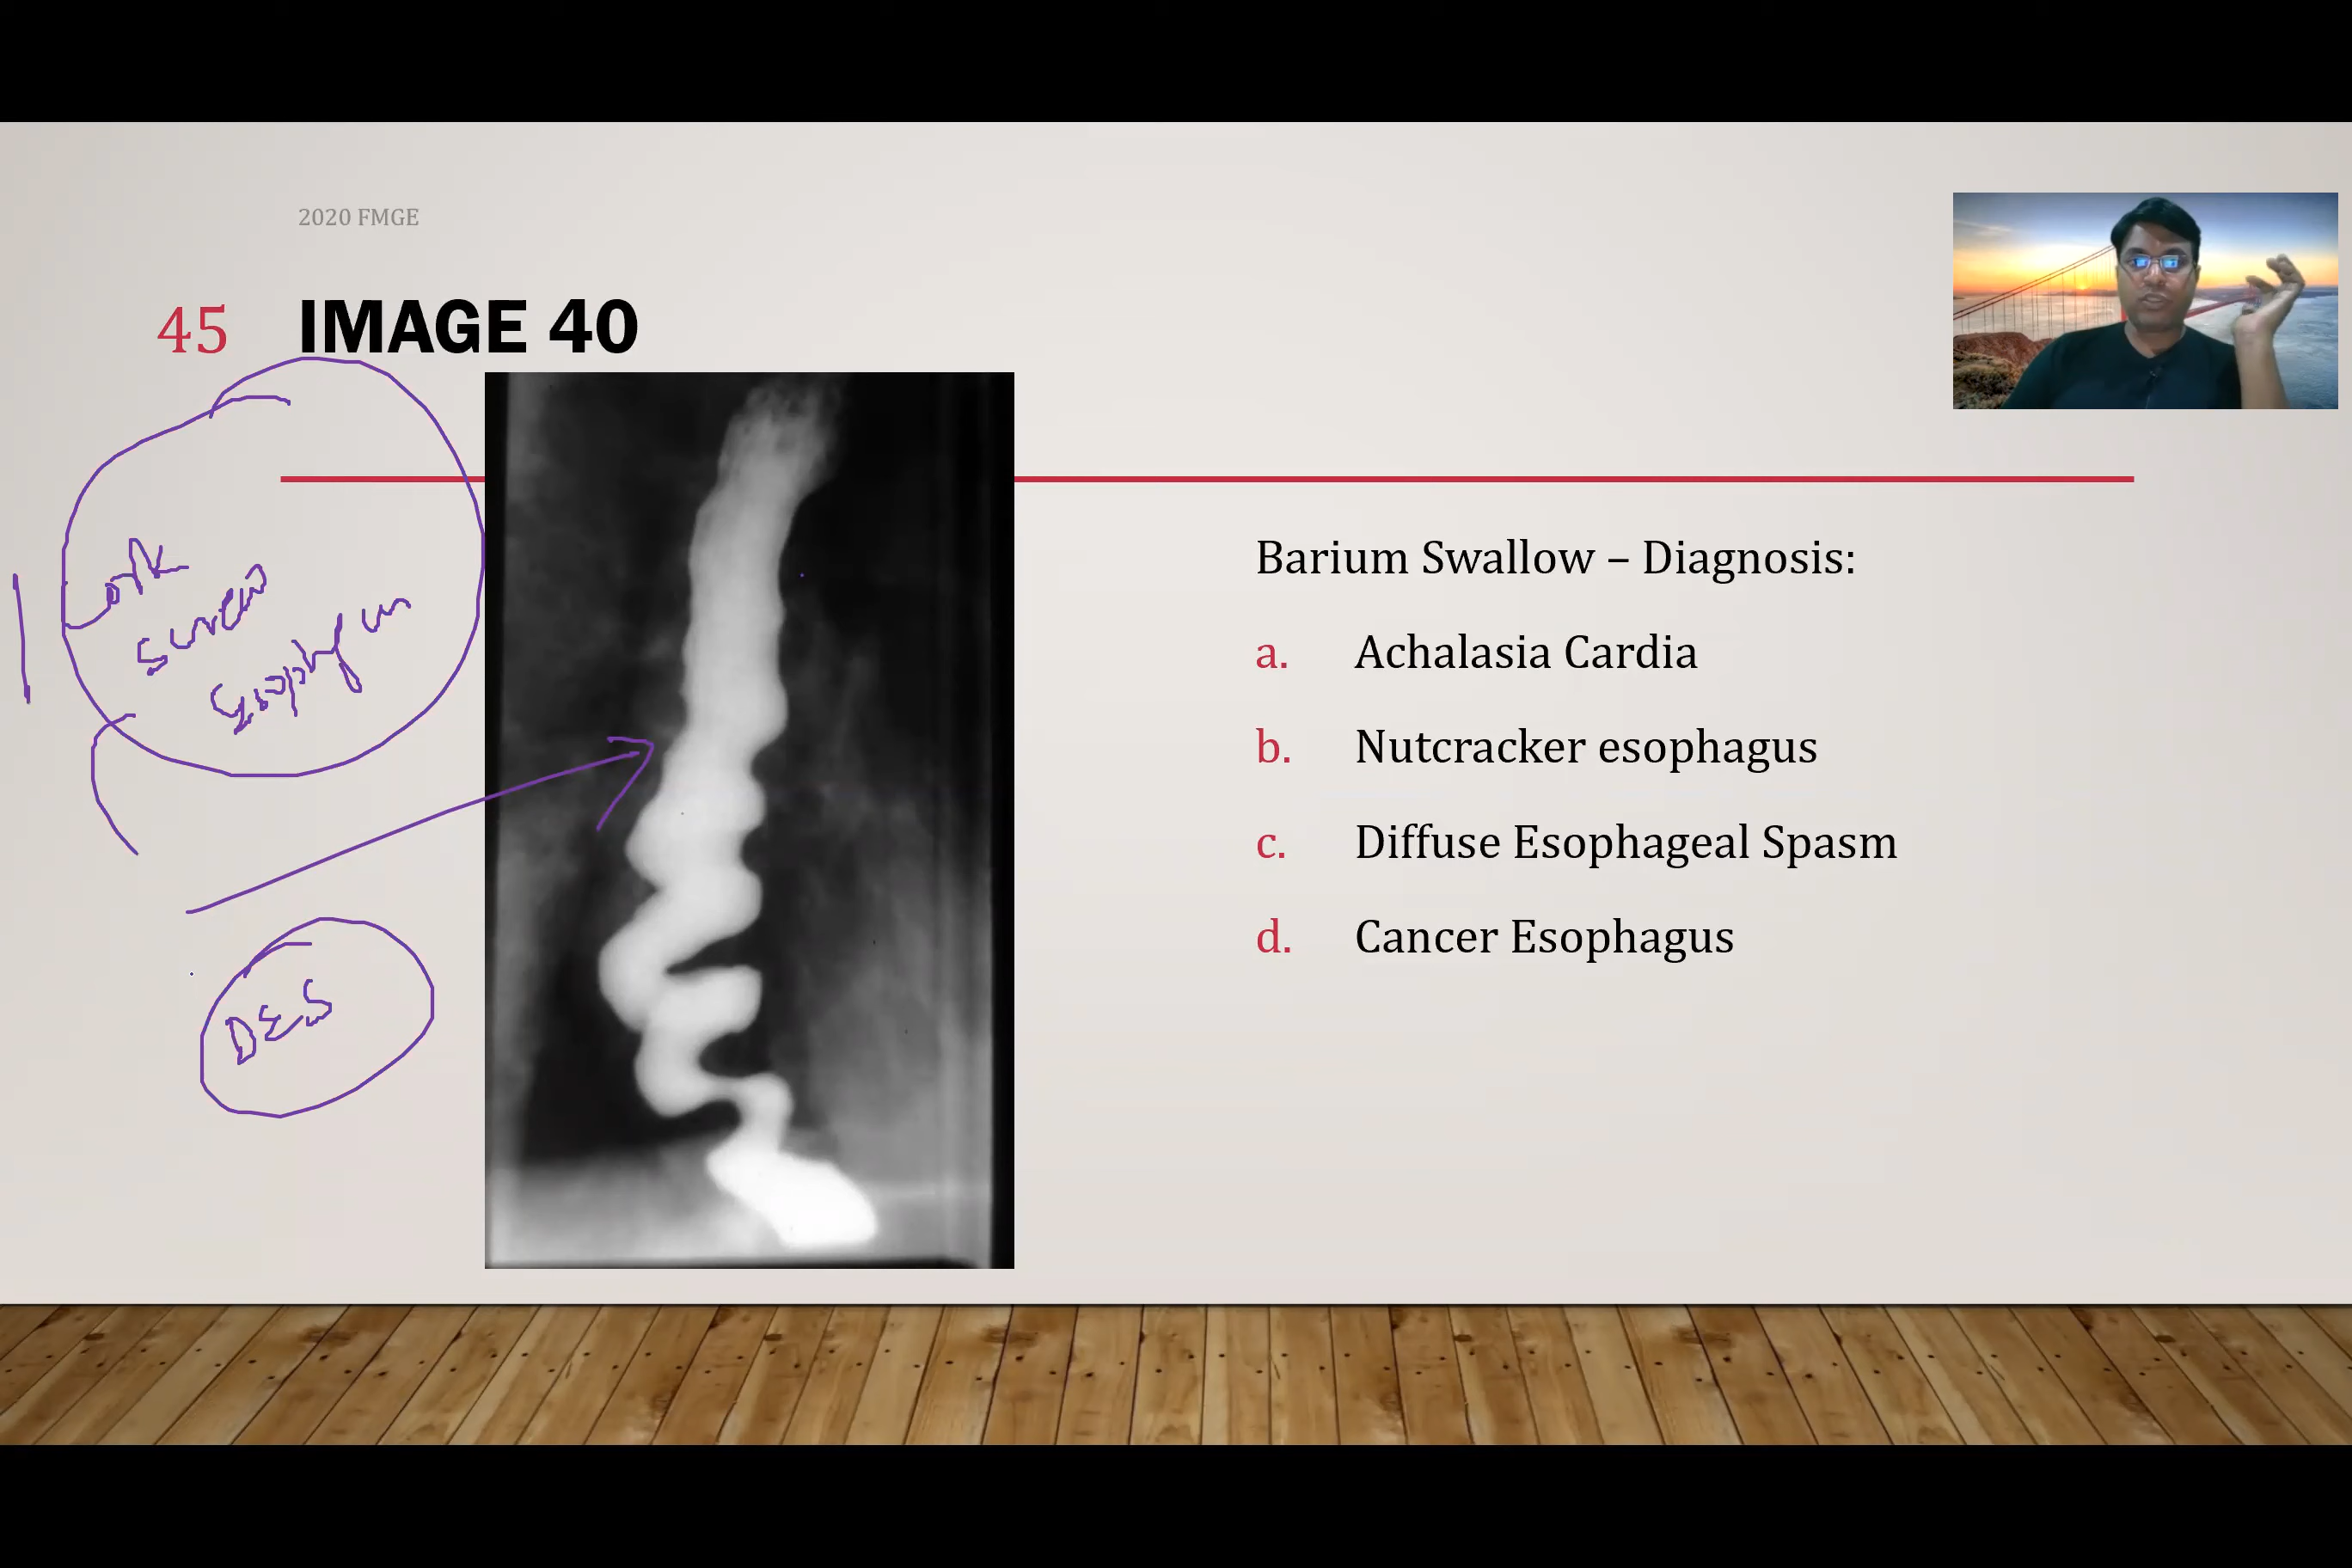 2020 FMGE
45 IMAGE 40
Barium Swallow – Diagnosis:
a. Achalasia Cardia
b. Nutcracker esophagus
c. Diffuse Esophageal Spasm
d. Cancer Esophagus
DES